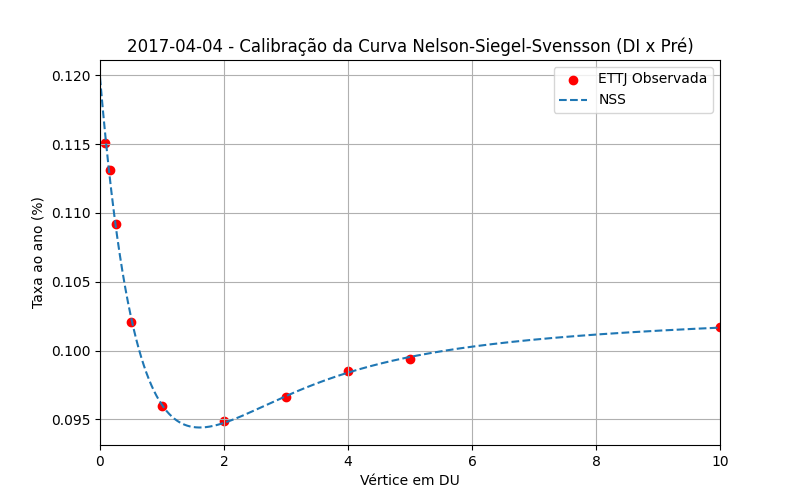 2017-04-04 - Calibração da Curva Nelson-Siegel-Svensson (DI x Pré)
ETTJ Observada
NSS
Taxa ao ano (%)
0.120
0.115
0.110
0.105
0.100
0.095
0 2 4 6 8 10
Vértice em DU